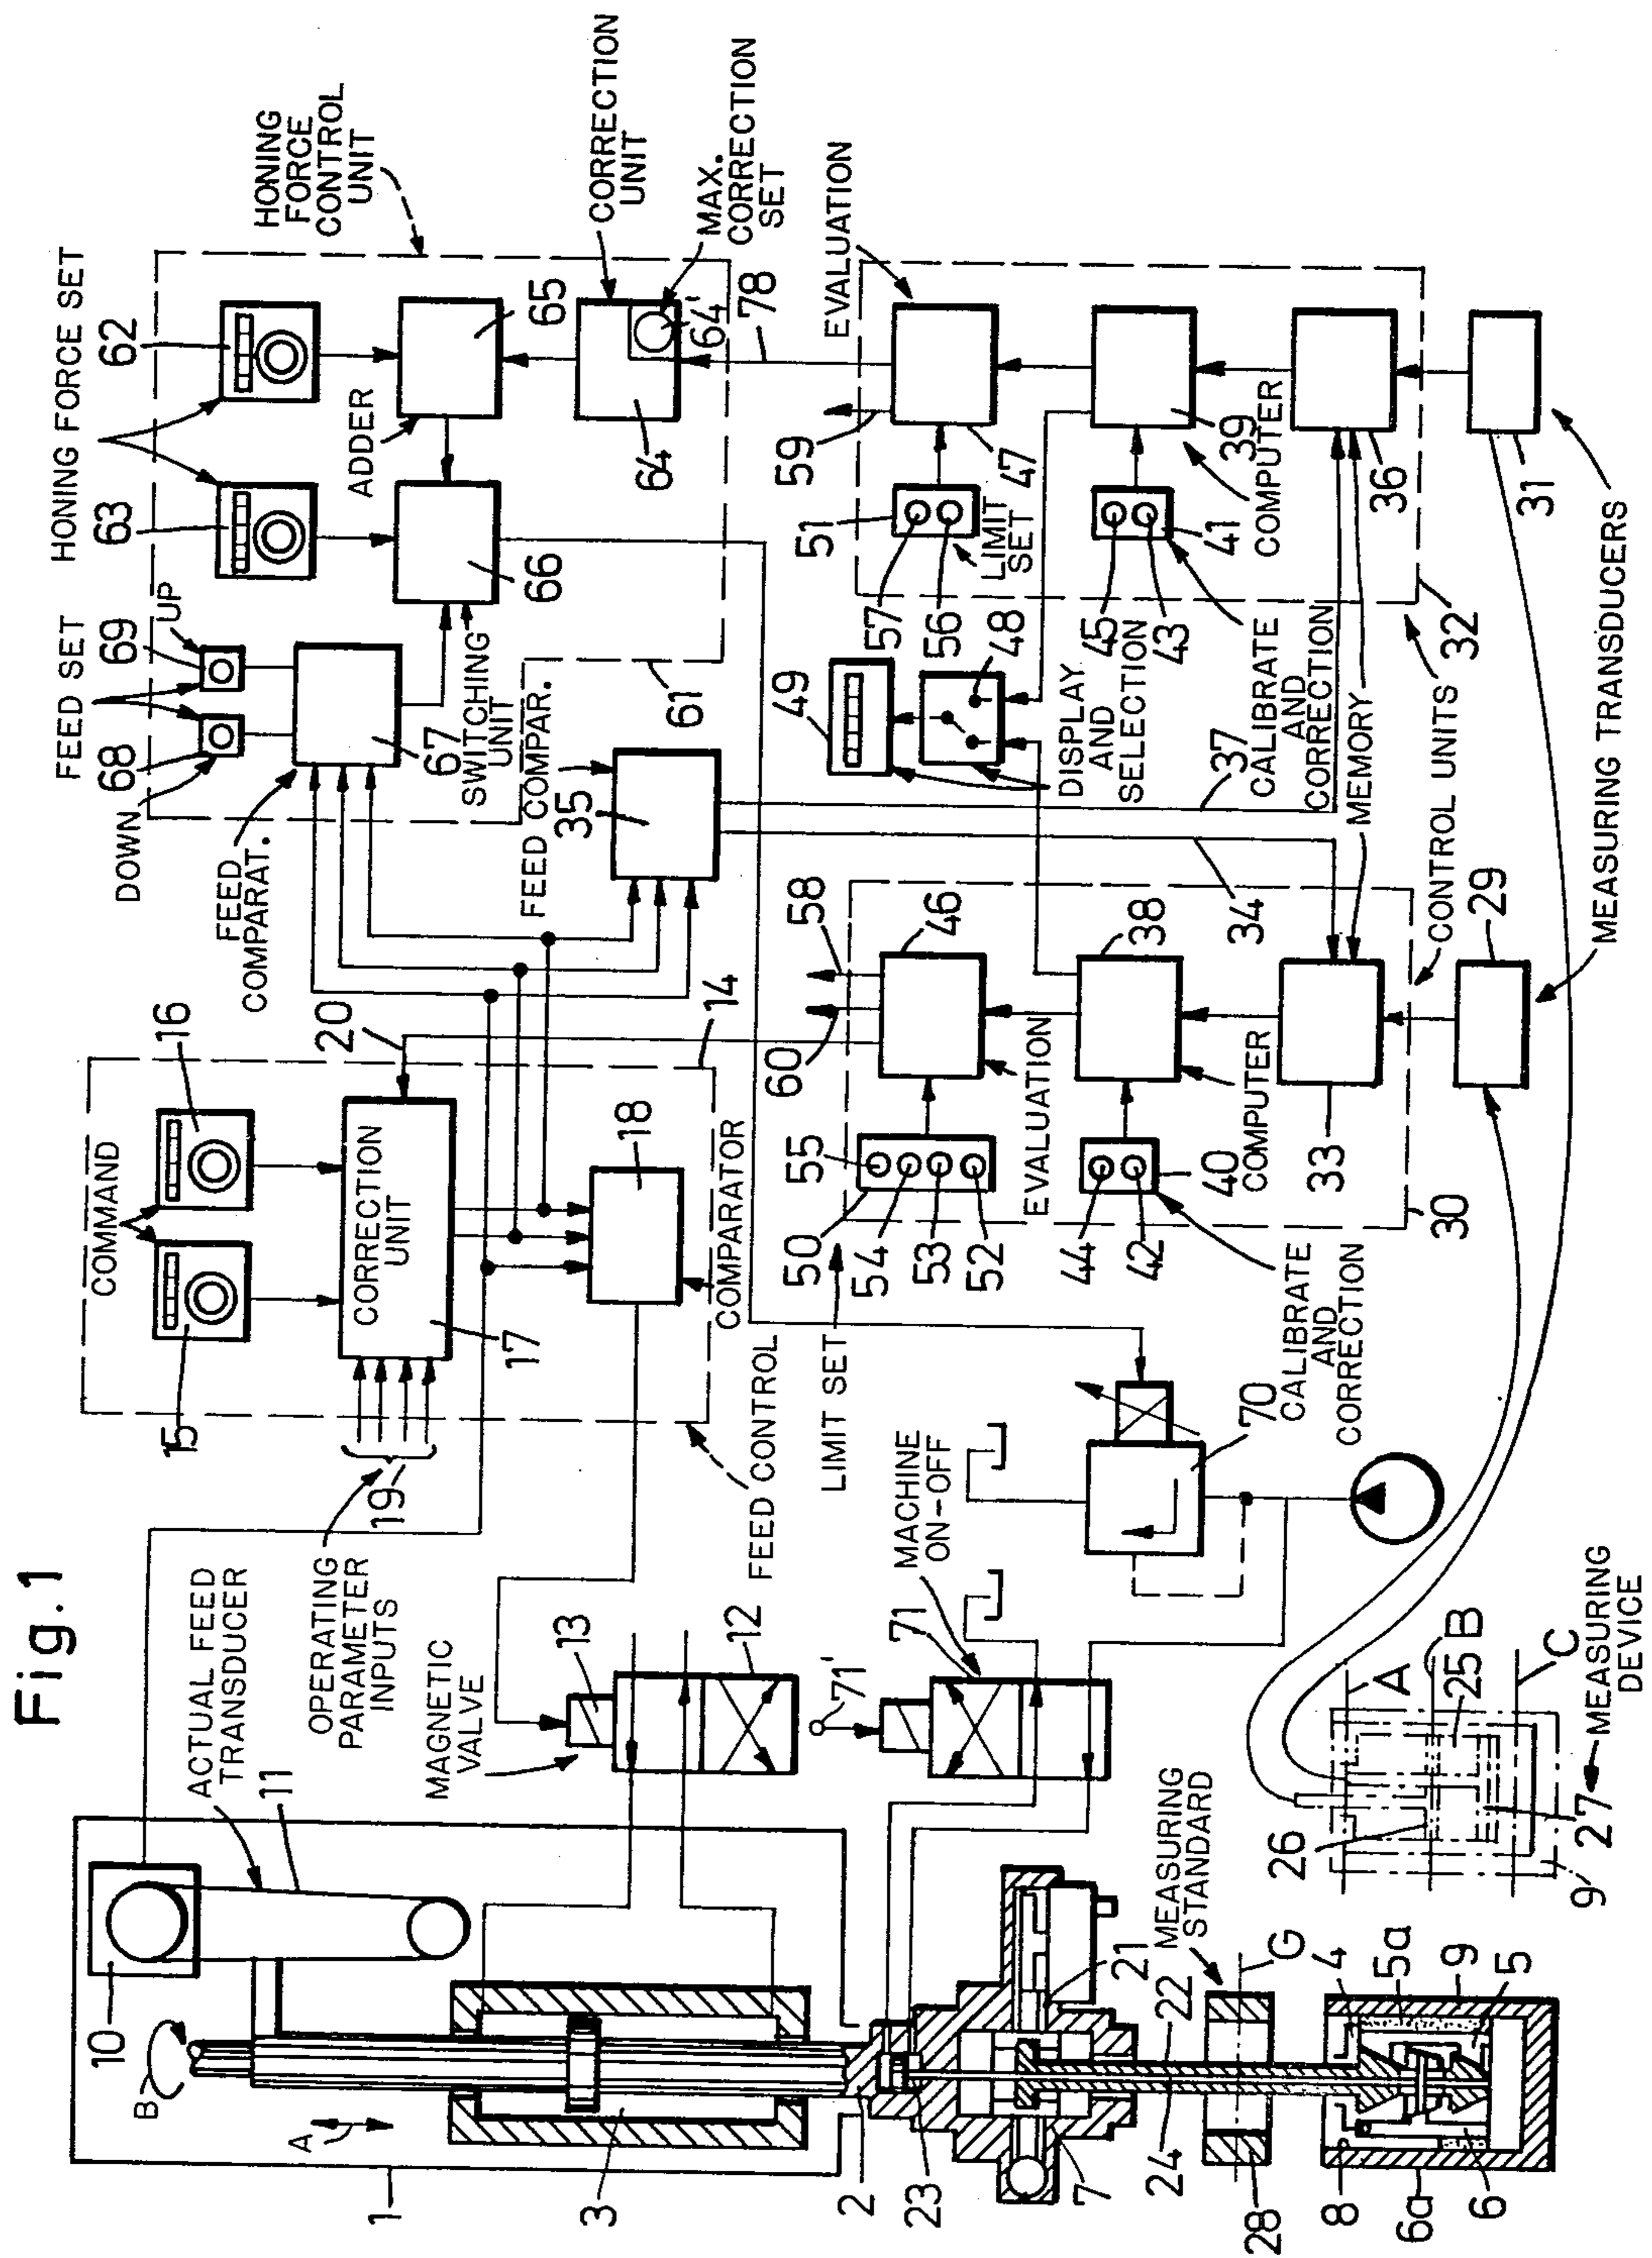 Fig.1
HONING
FORCE
CONTROL
UNIT
CORRECTION
UNIT
MAX.
CORRECTION
SET
HONING FORCE SET
62
63
65
64
64'
78
ADDER
66
FEED SET
UP
69
68
DOWN
67
SWITCHING
UNIT
61
FEED
COMPARAT.
FEED COMPAR.
35
EVALUATION
59
47
51
57
56
LIMIT
SET
39
COMPUTER
45
43
41
36
32
31
49
48
DISPLAY
AND
SELECTION
37
CALIBRATE
AND
CORRECTION
MEMORY
CONTROL UNITS
MEASURING TRANSDUCERS
34
29
COMMAND
16
15
CORRECTION
UNIT
17
20
14
18
COMPARATOR
19
OPERATING
PARAMETER
INPUTS
FEED CONTROL
58
60
46
EVALUATION
55
50
54
53
52
LIMIT SET
38
COMPUTER
44
42
40
33
30
CALIBRATE
AND
CORRECTION
70
MACHINE
ON-OFF
71
71'
ACTUAL FEED
TRANSDUCER
11
10
MAGNETIC
VALVE
13
12
B
A
1
3
2
23
7
21
22
24
28
MEASURING
STANDARD
G
4
5a
9
5
8
6a
6
A
B
C
25
26
27
9
MEASURING
DEVICE